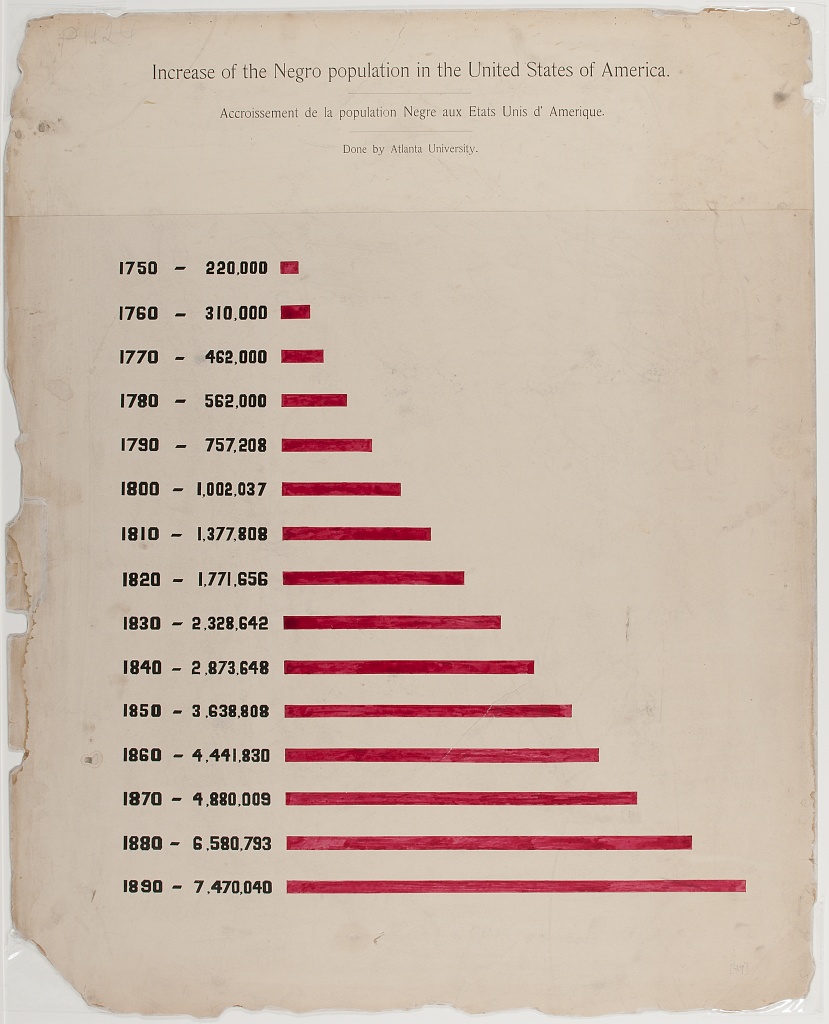 Increase of the Negro population in the United States of America.
Accroissement de la population Negre aux Etats Unis d' Amerique.
Done by Atlanta University.
1750 - 220,000
1760 - 310,000
1770 - 462,000
1780 - 562,000
1790 - 757,208
1800 - 1,002,037
1810 - 1,377,808
1820 - 1,771,656
1830 - 2,328,642
1840 - 2,873,648
1850 - 3,638,808
1860 - 4,441,830
1870 - 4,880,009
1880 - 6,580,793
1890 - 7,470,040